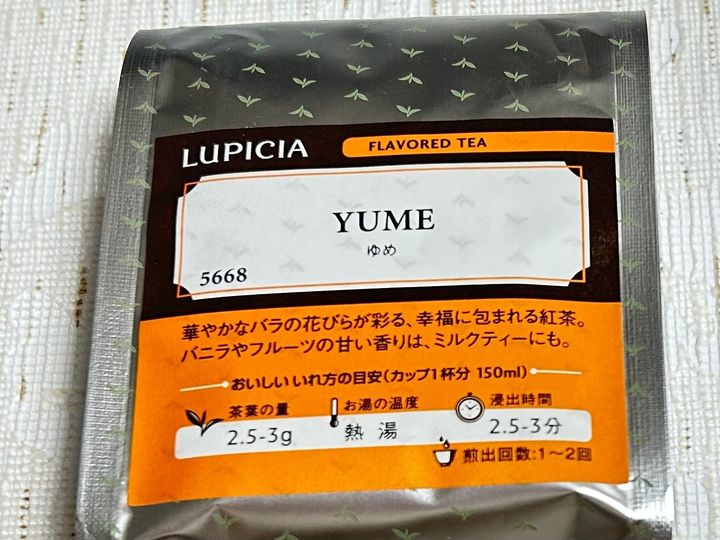 LUPICIA
FLAVORED TEA
YUME
ゆめ
5668
華やかなバラの花びらが彩る、幸福に包まれる紅茶。
バニラやフルーツの甘い香りは、ミルクティーにも。
おいしいいれ方の目安(カップ1杯分 150ml)
茶葉の量 お湯の温度 浸出時間
2.5-3g 熱湯 2.5-3分
煎出回数:1〜2回